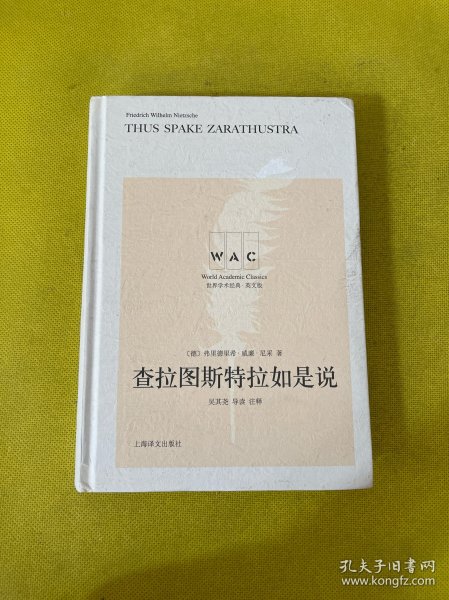 Friedrich Wilhelm Nietzsche
THUS SPAKE ZARATHUSTRA
WAC
World Academic Classics
世界学术经典·英文版
〔德〕弗里德里希·威廉·尼采 著
查拉图斯特拉如是说
吴其尧 导读 注释
上海译文出版社
孔夫子旧书网
www.kongfz.com